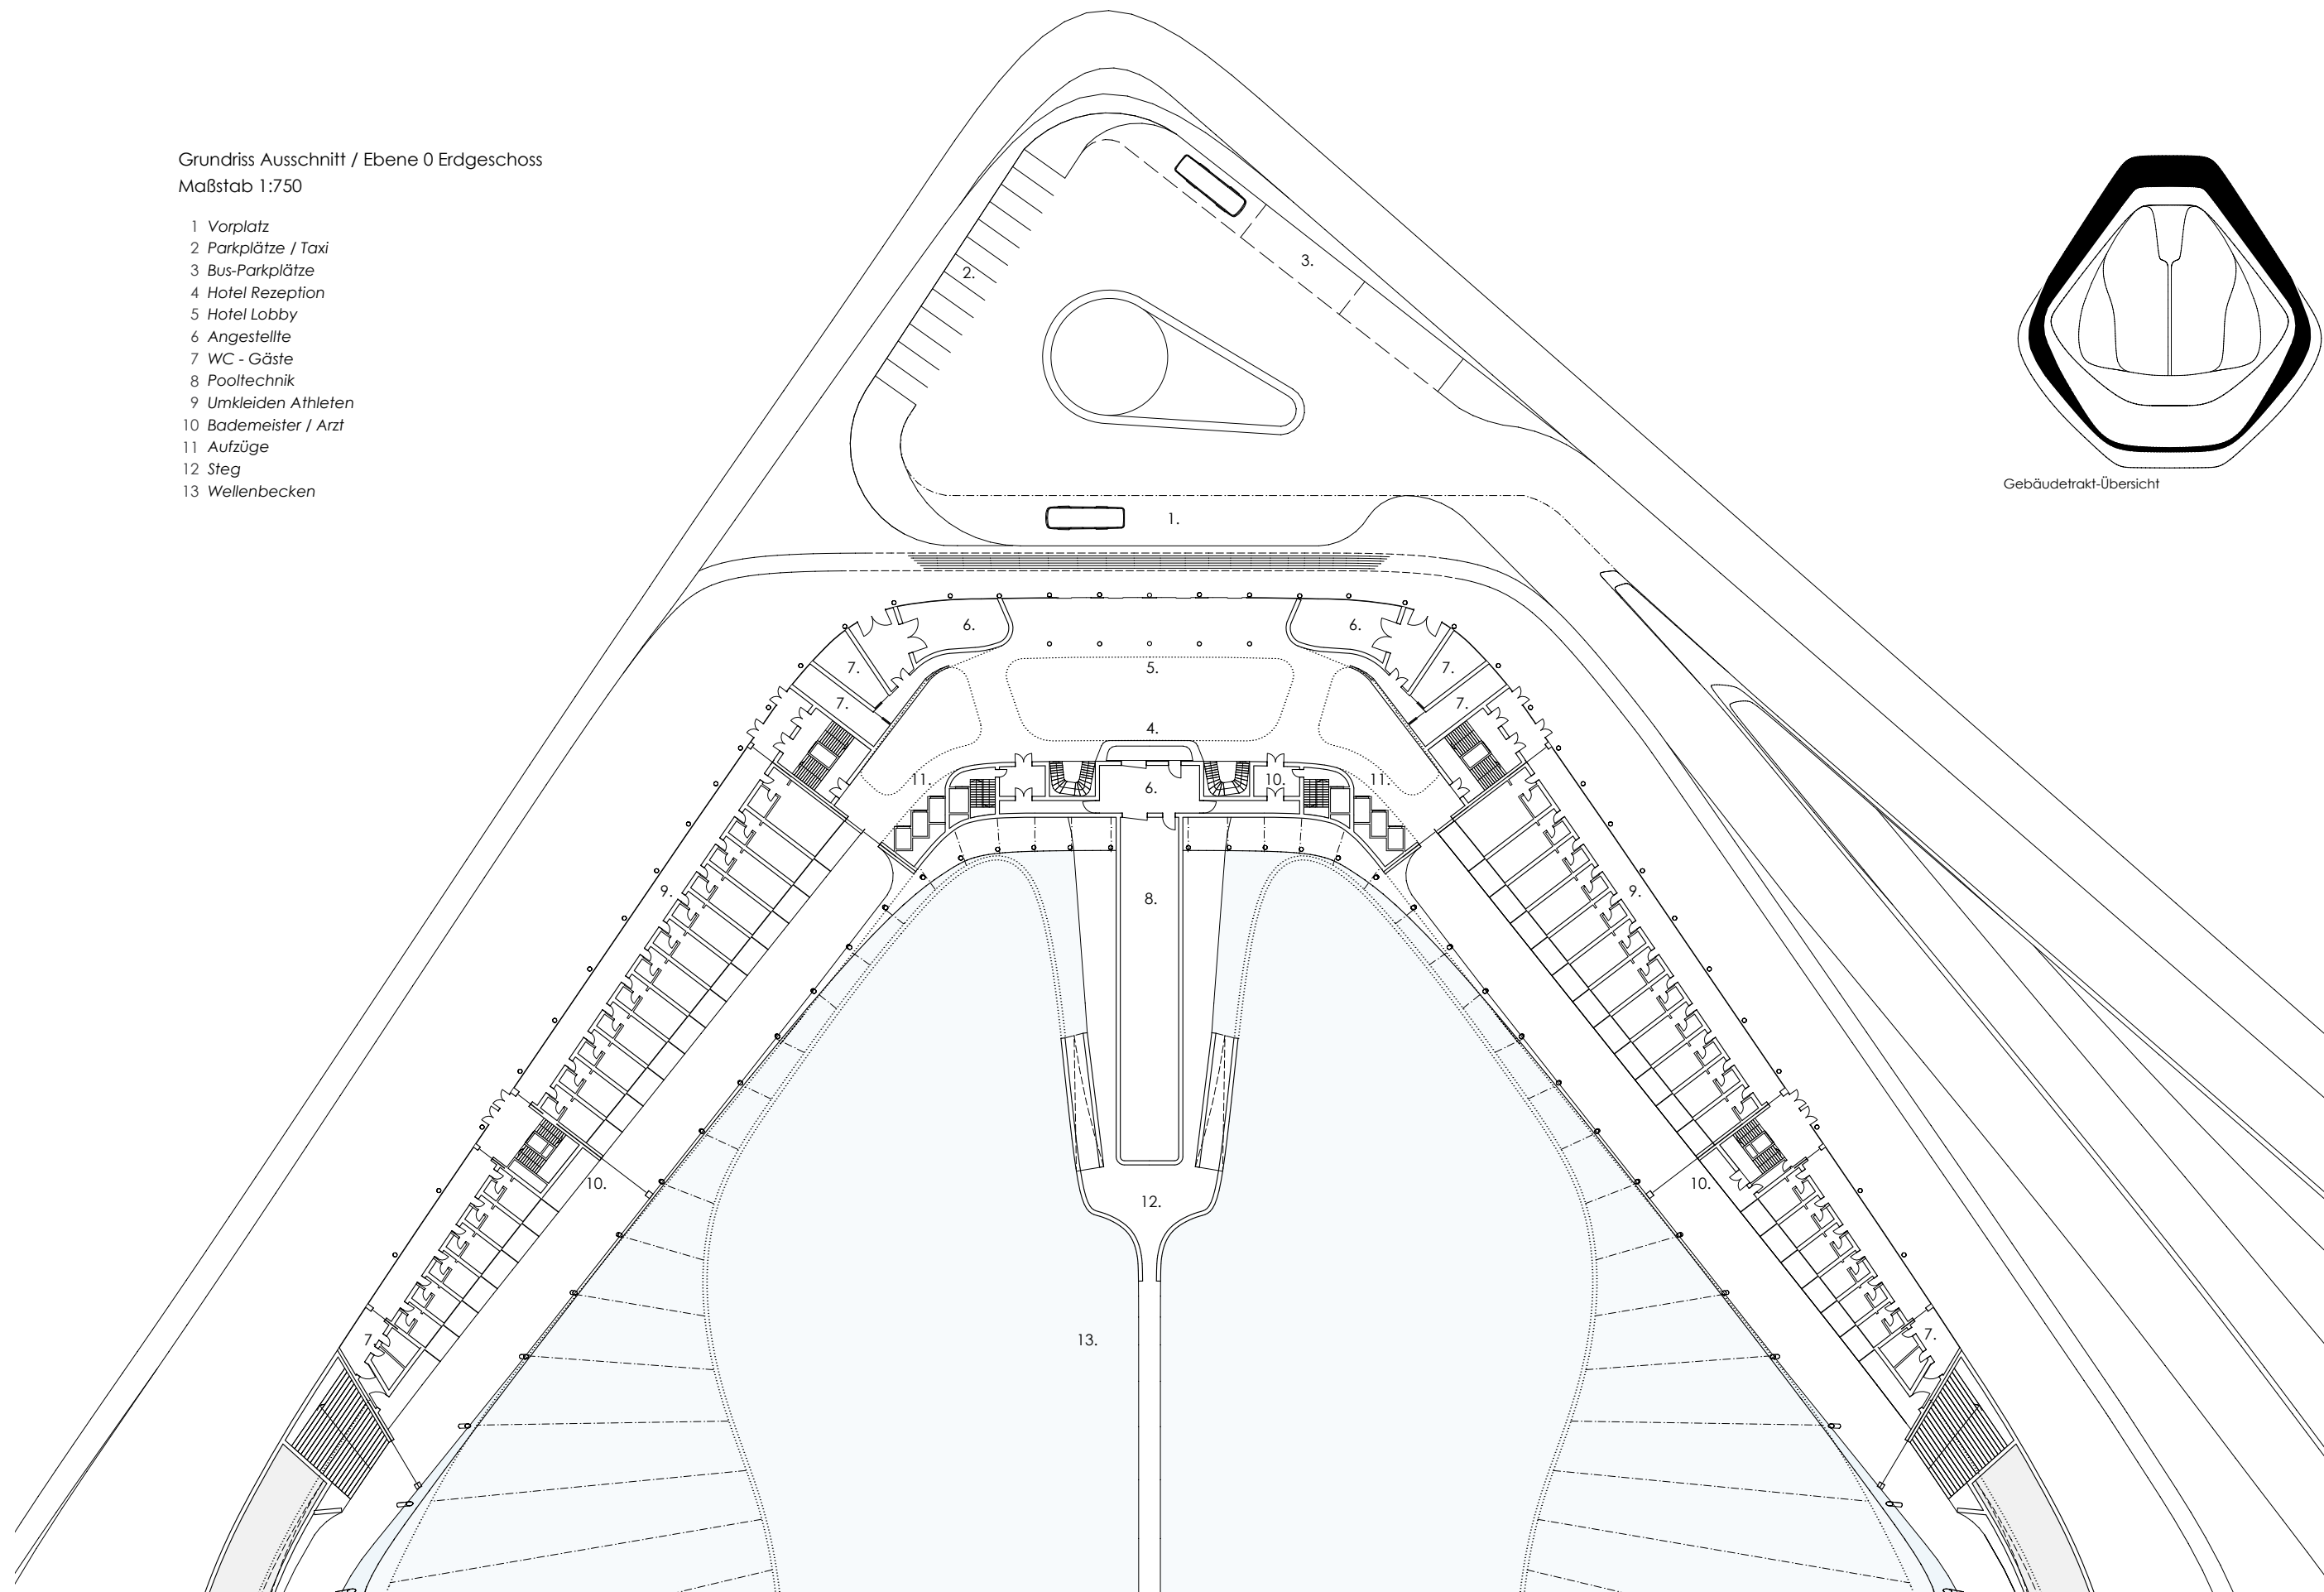 Grundriss Ausschnitt / Ebene 0 Erdgeschoss
Maßstab 1:750
1 Vorplatz
2 Parkplätze / Taxi
3 Bus-Parkplätze
4 Hotel Rezeption
5 Hotel Lobby
6 Angestellte
7 WC - Gäste
8 Pooltechnik
9 Umkleiden Athleten
10 Bademeister / Arzt
11 Aufzüge
12 Steg
13 Wellenbecken
Gebäudetrakt-Übersicht
3.
2.
1.
6.
6.
7.
5.
7.
7.
7.
4.
11.
6.
10.
11.
9.
8.
9.
10.
12.
10.
7.
13.
7.